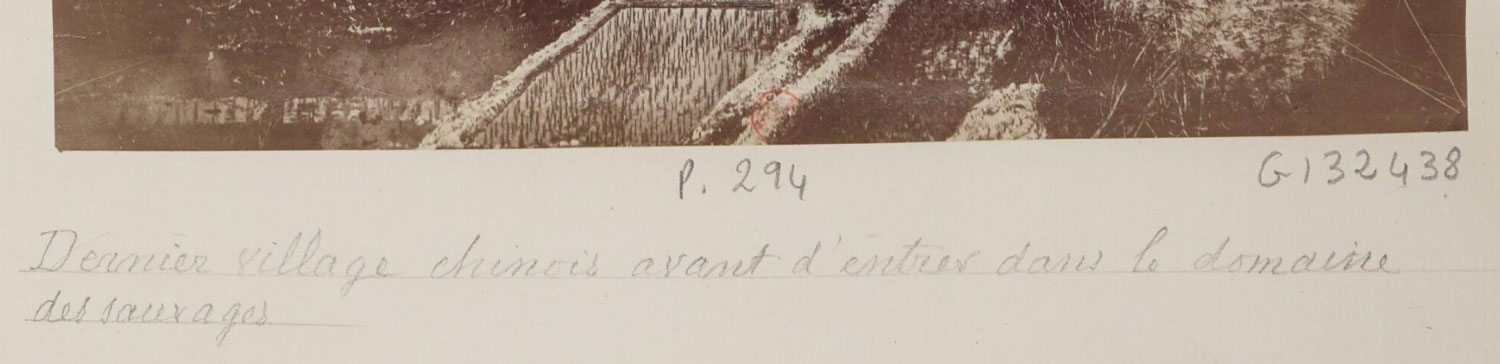 P. 294
G132438
Dernier village chinois avant d'entrer dans le domaine
des sauvages